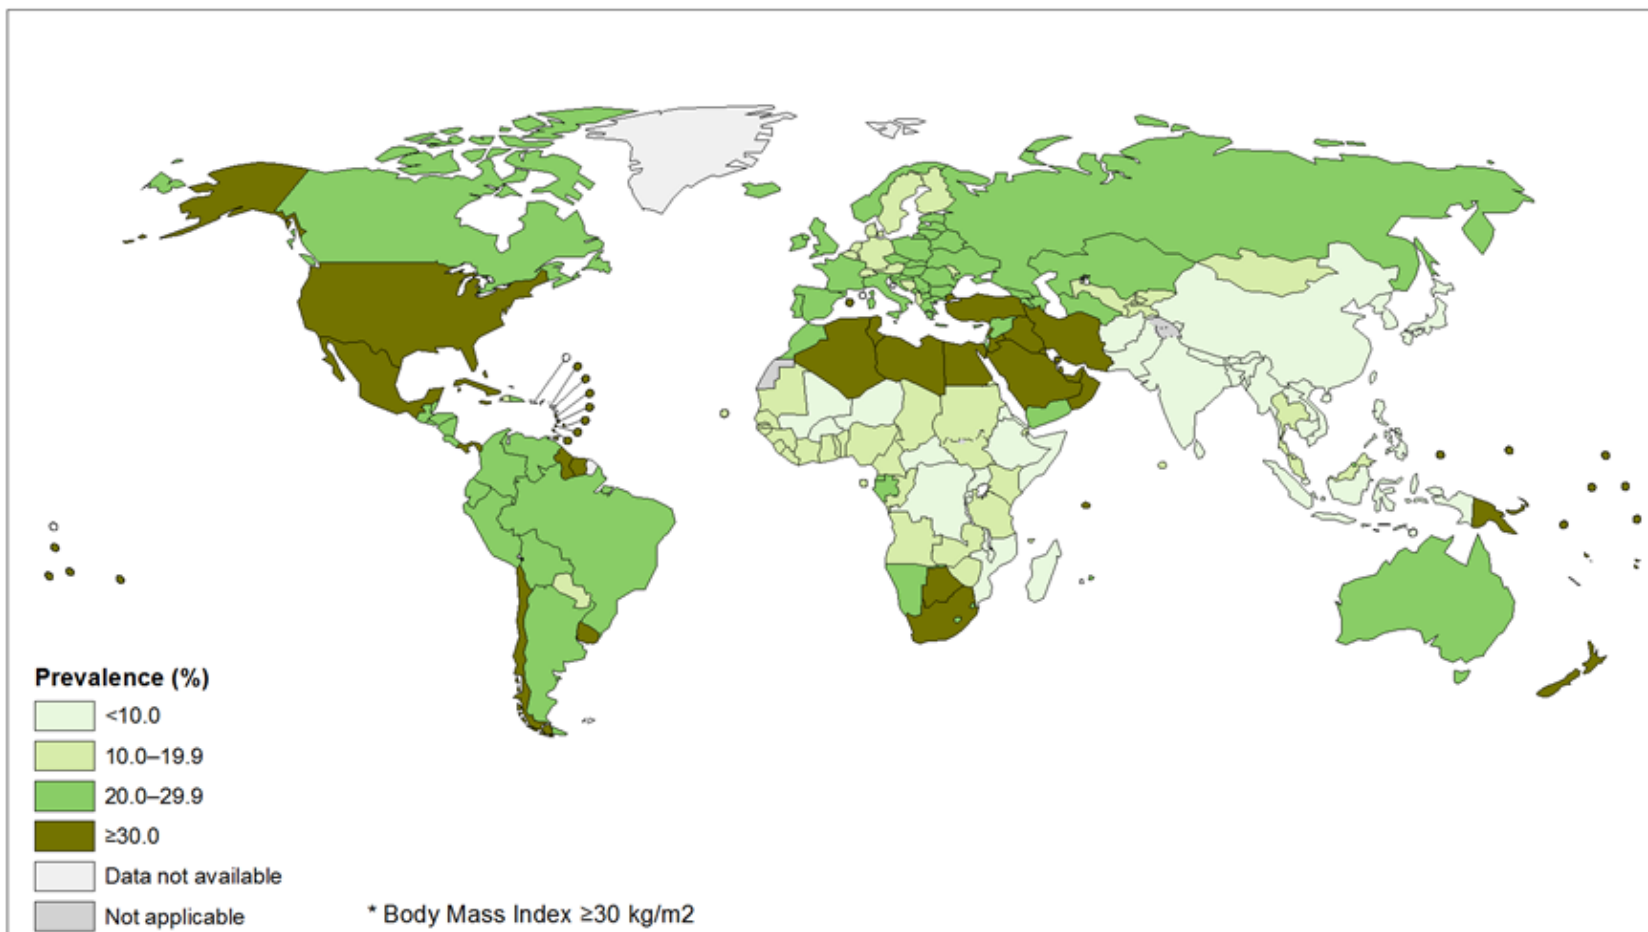 Prevalence (%)
<10.0
10.0–19.9
20.0–29.9
≥30.0
Data not available
Not applicable
* Body Mass Index ≥30 kg/m2